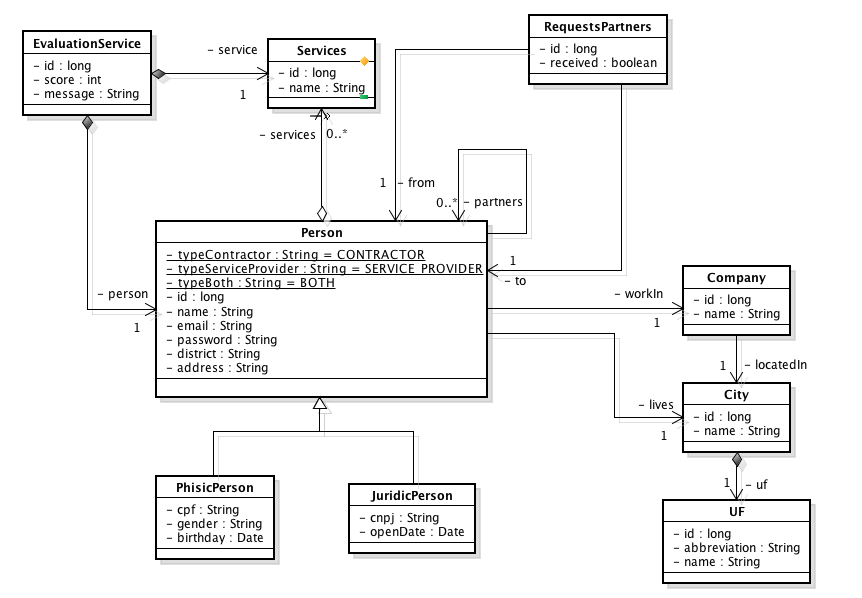 EvaluationService
- id : long
- score : int
- message : String
- service
1
Services
- id : long
- name : String
RequestsPartners
- id : long
- received : boolean
- services
0..*
1
- from
0..*
- partners
Person
- typeContractor : String = CONTRACTOR
- typeServiceProvider : String = SERVICE_PROVIDER
- typeBoth : String = BOTH
- id : long
- name : String
- email : String
- password : String
- district : String
- address : String
1
- to
- person
1
- workIn
1
Company
- id : long
- name : String
1
- locatedIn
- lives
1
City
- id : long
- name : String
1
- uf
UF
- id : long
- abbreviation : String
- name : String
PhisicPerson
- cpf : String
- gender : String
- birthday : Date
JuridicPerson
- cnpj : String
- openDate : Date